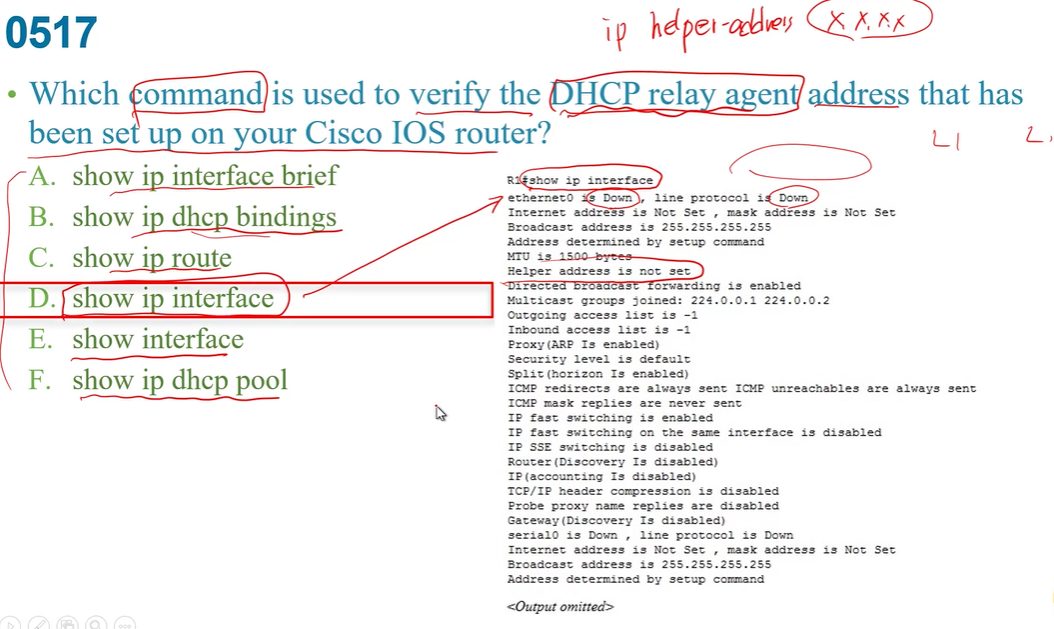 0517
ip helper-address x.x.x.x
• Which command is used to verify the DHCP relay agent address that has
been set up on your Cisco IOS router?
L1
A. show ip interface brief
B. show ip dhcp bindings
C. show ip route
D. show ip interface
E. show interface
F. show ip dhcp pool
R1#show ip interface
ethernet0 is Down , line protocol is Down
Internet address is Not Set , mask address is Not Set
Broadcast address is 255.255.255.255
Address determined by setup command
MTU is 1500 bytes
Helper address is not set
Directed broadcast forwarding is enabled
Multicast groups joined: 224.0.0.1 224.0.0.2
Outgoing access list is -1
Inbound access list is -1
Proxy(ARP Is enabled)
Security level is default
Split(horizon Is enabled)
ICMP redirects are always sent ICMP unreachables are always sent
ICMP mask replies are never sent
IP fast switching is enabled
IP fast switching on the same interface is disabled
IP SSE switching is disabled
Router(Discovery Is disabled)
IP(accounting Is disabled)
TCP/IP header compression is disabled
Probe proxy name replies are disabled
Gateway(Discovery Is disabled)
serial0 is Down , line protocol is Down
Internet address is Not Set , mask address is Not Set
Broadcast address is 255.255.255.255
Address determined by setup command
<Output omitted>